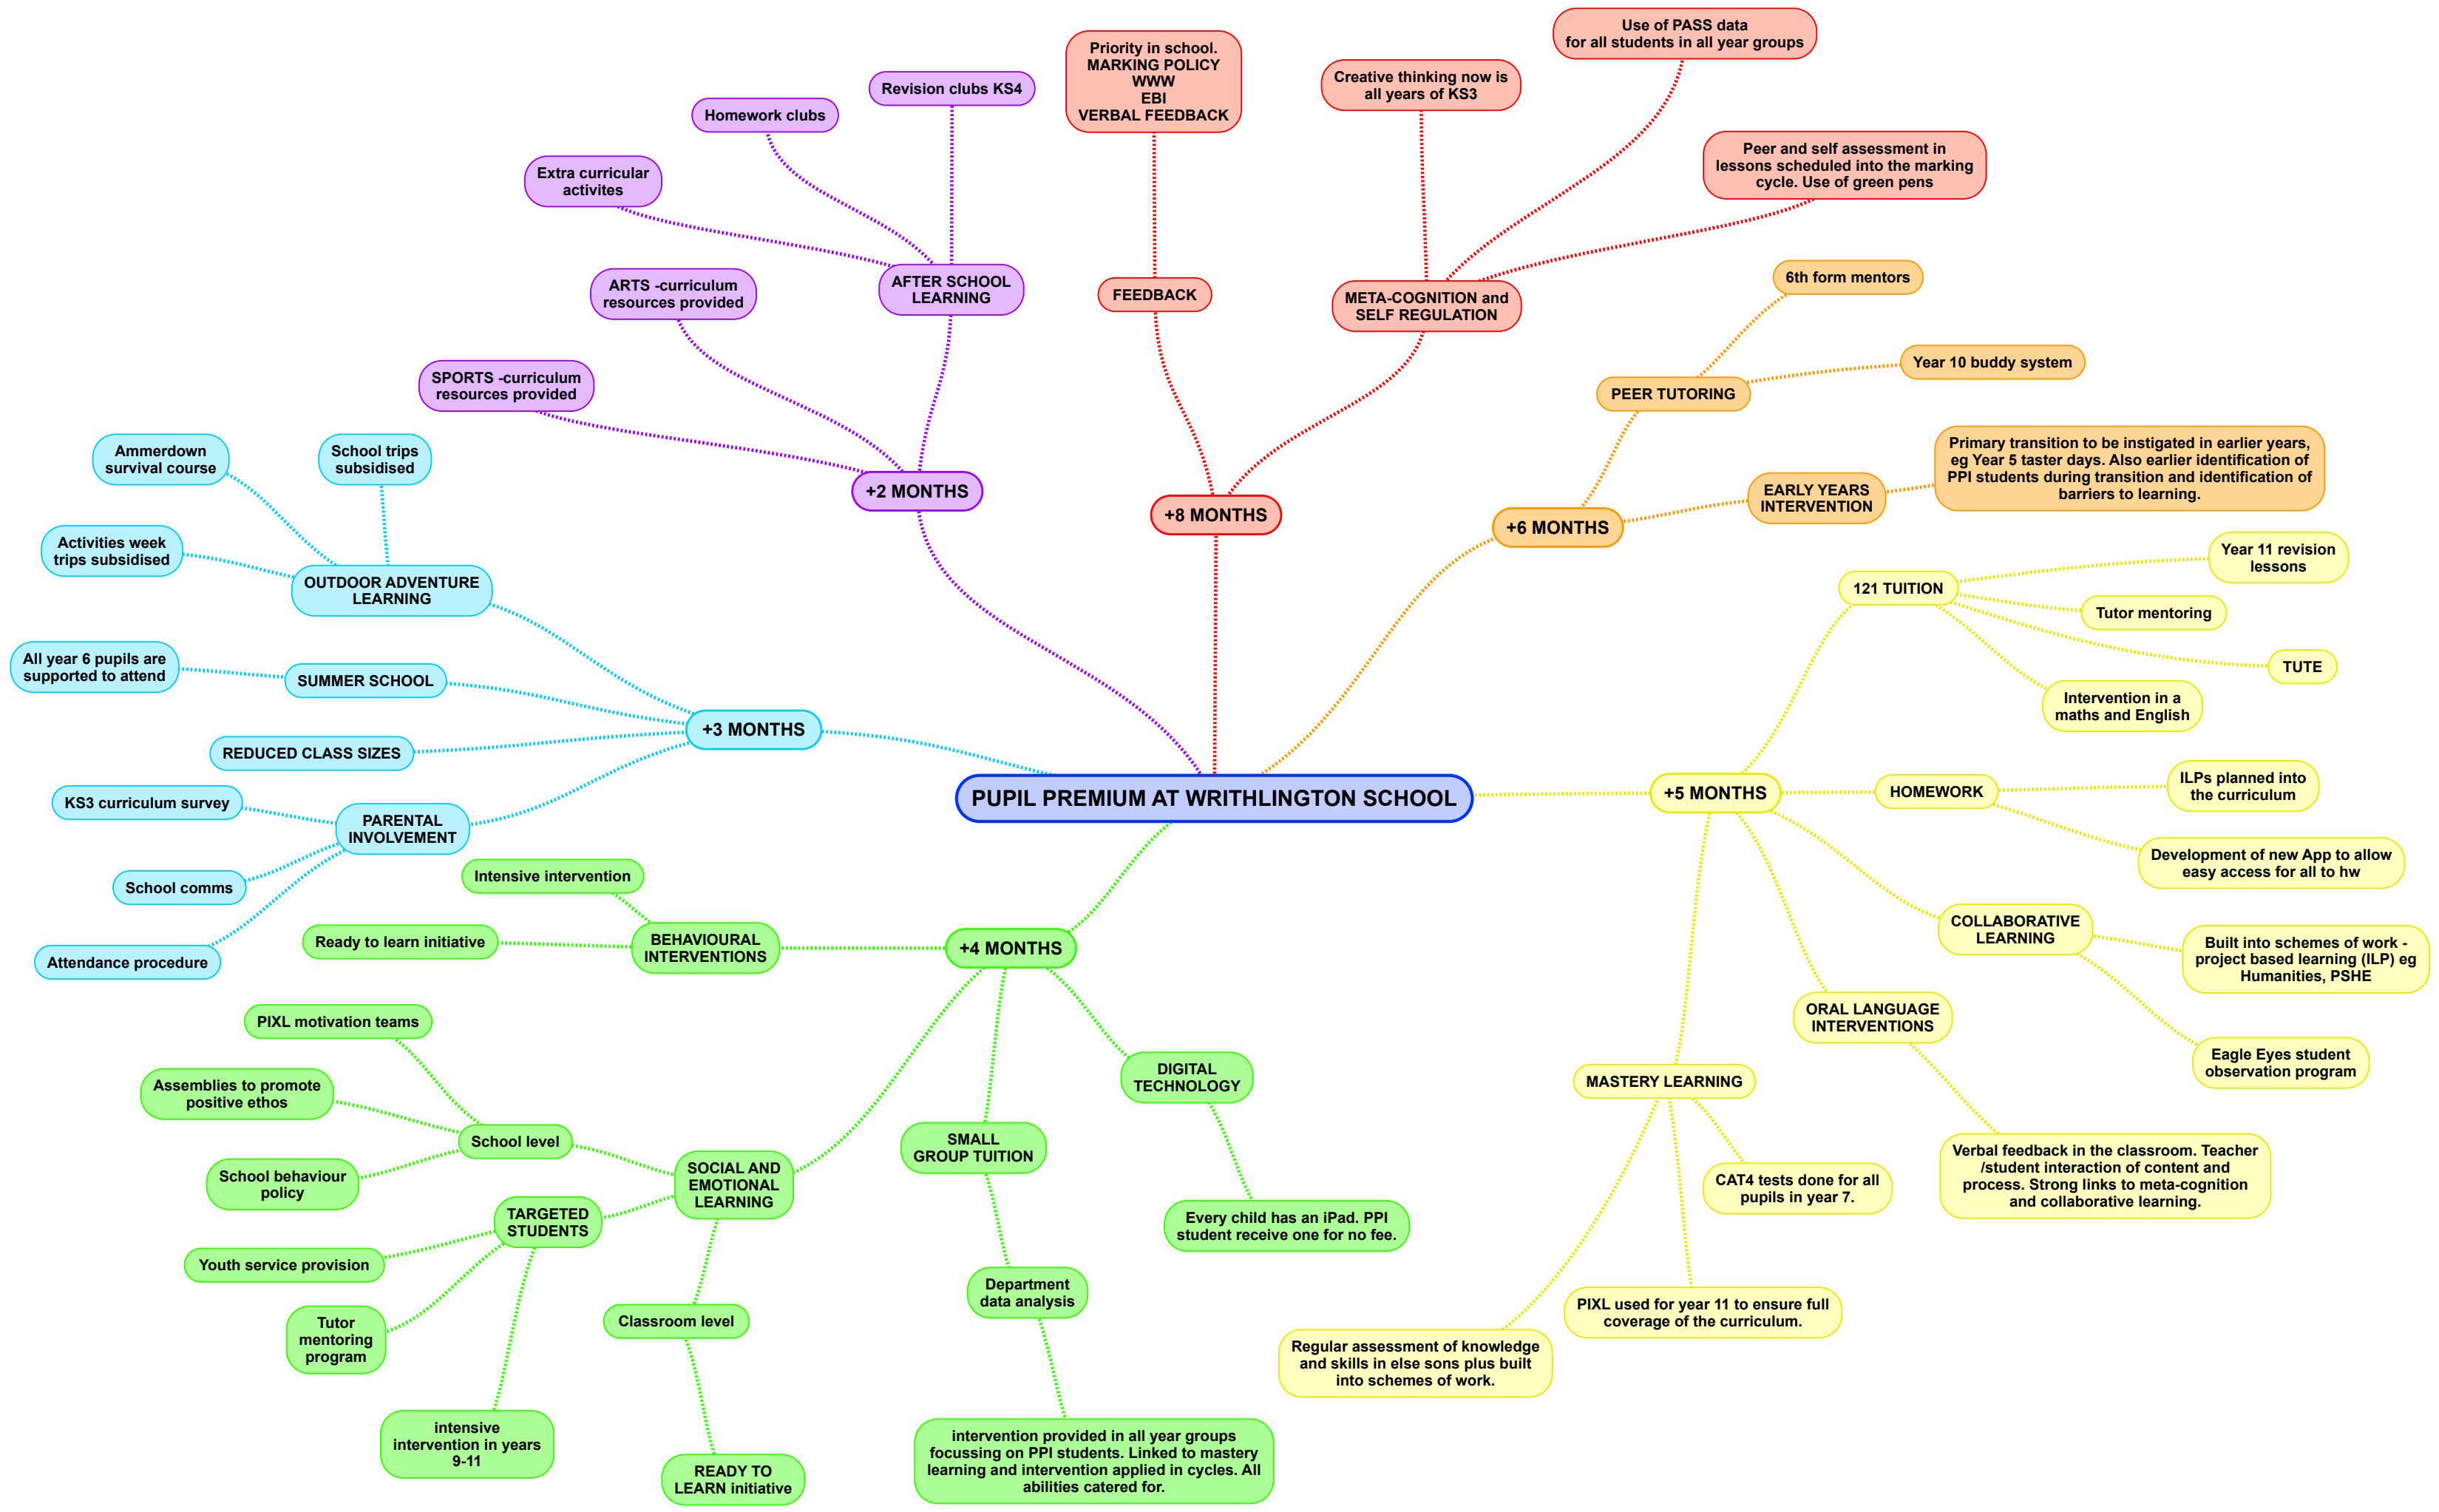 PUPIL PREMIUM AT WRITHLINGTON SCHOOL
+8 MONTHS
FEEDBACK
Priority in school.
MARKING POLICY
WWW
EBI
VERBAL FEEDBACK
META-COGNITION and
SELF REGULATION
Creative thinking now is
all years of KS3
Use of PASS data
for all students in all year groups
Peer and self assessment in
lessons scheduled into the marking
cycle. Use of green pens
+6 MONTHS
PEER TUTORING
6th form mentors
Year 10 buddy system
EARLY YEARS
INTERVENTION
Primary transition to be instigated in earlier years,
eg Year 5 taster days. Also earlier identification of
PPI students during transition and identification of
barriers to learning.
+5 MONTHS
121 TUITION
Year 11 revision
lessons
Tutor mentoring
TUTE
Intervention in a
maths and English
HOMEWORK
ILPs planned into
the curriculum
Development of new App to allow
easy access for all to hw
COLLABORATIVE
LEARNING
Built into schemes of work -
project based learning (ILP) eg
Humanities, PSHE
Eagle Eyes student
observation program
ORAL LANGUAGE
INTERVENTIONS
Verbal feedback in the classroom. Teacher
/student interaction of content and
process. Strong links to meta-cognition
and collaborative learning.
MASTERY LEARNING
CAT4 tests done for all
pupils in year 7.
PIXL used for year 11 to ensure full
coverage of the curriculum.
Regular assessment of knowledge
and skills in else sons plus built
into schemes of work.
+4 MONTHS
DIGITAL
TECHNOLOGY
Every child has an iPad. PPI
student receive one for no fee.
SMALL
GROUP TUITION
Department
data analysis
intervention provided in all year groups
focussing on PPI students. Linked to mastery
learning and intervention applied in cycles. All
abilities catered for.
SOCIAL AND
EMOTIONAL
LEARNING
Classroom level
READY TO
LEARN initiative
TARGETED
STUDENTS
intensive
intervention in years
9-11
Tutor
mentoring
program
Youth service provision
School level
School behaviour
policy
Assemblies to promote
positive ethos
PIXL motivation teams
BEHAVIOURAL
INTERVENTIONS
Ready to learn initiative
Intensive intervention
+3 MONTHS
PARENTAL
INVOLVEMENT
Attendance procedure
School comms
KS3 curriculum survey
REDUCED CLASS SIZES
SUMMER SCHOOL
All year 6 pupils are
supported to attend
OUTDOOR ADVENTURE
LEARNING
Activities week
trips subsidised
Ammerdown
survival course
School trips
subsidised
+2 MONTHS
SPORTS -curriculum
resources provided
ARTS -curriculum
resources provided
AFTER SCHOOL
LEARNING
Extra curricular
activites
Homework clubs
Revision clubs KS4